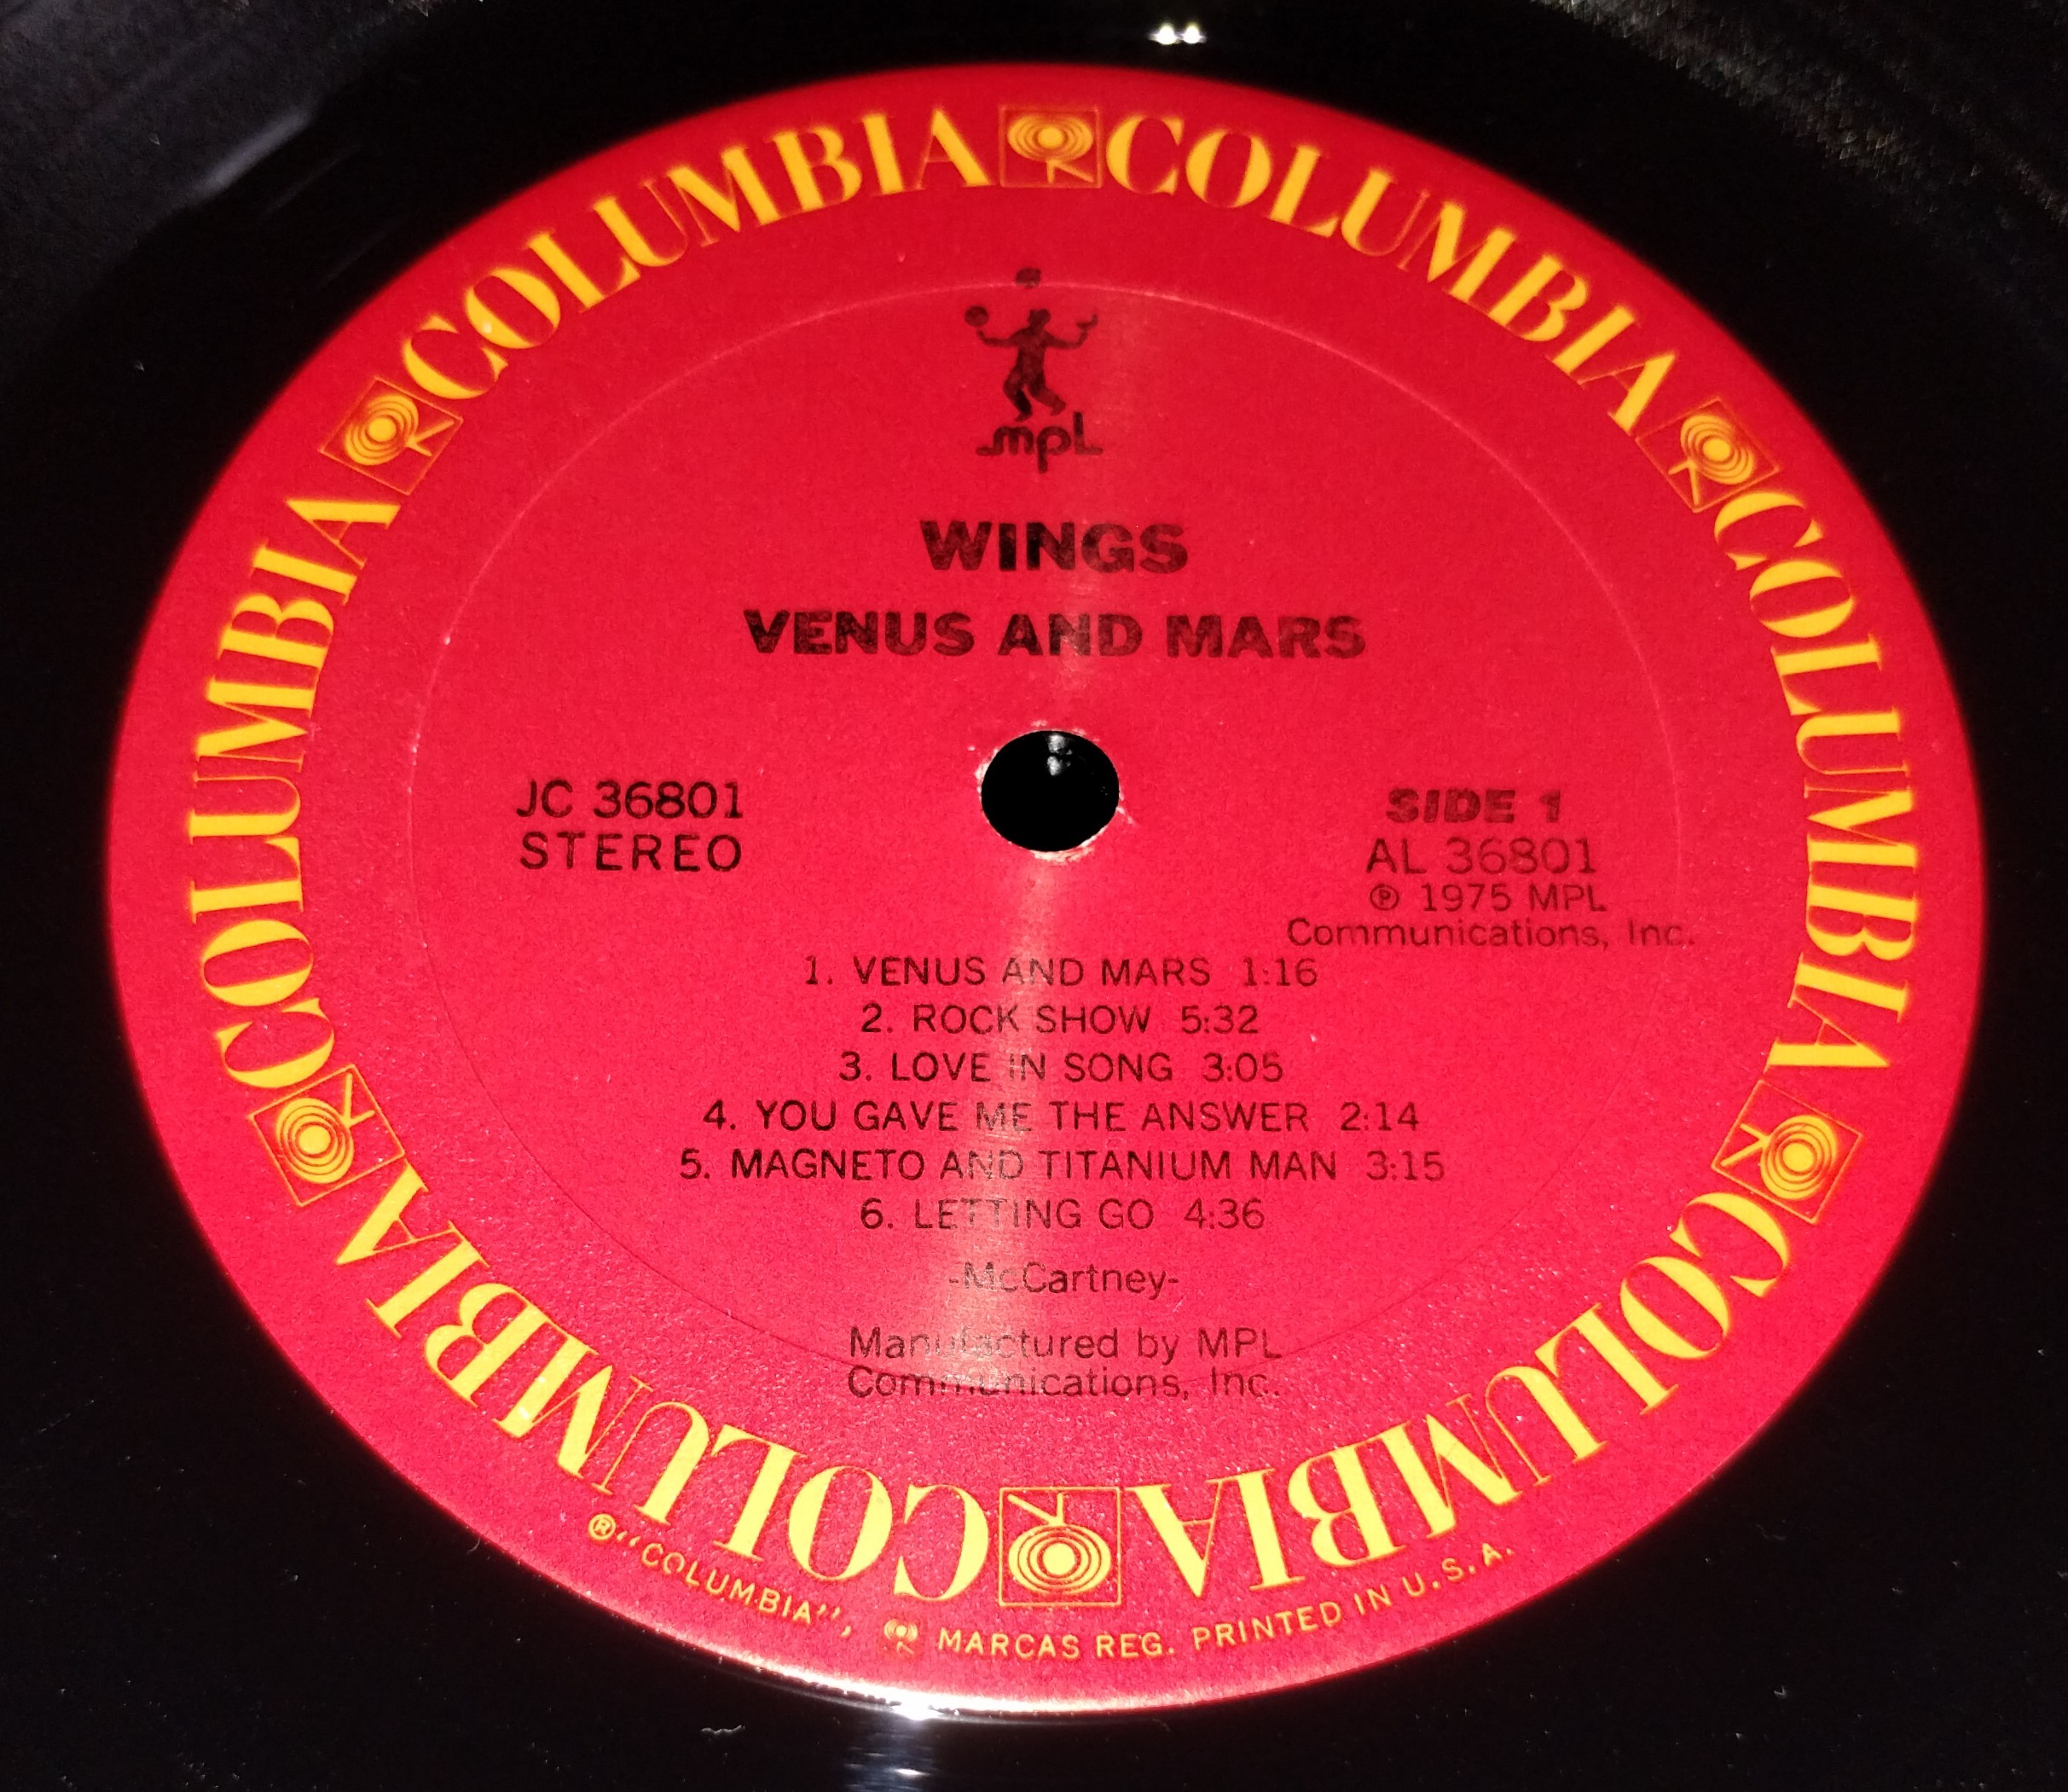 COLUMBIA COLUMBIA COLUMBIA COLUMBIA COLUMBIA COLUMBIA
mpl
WINGS
VENUS AND MARS
JC 36801
STEREO
SIDE 1
AL 36801
℗ 1975 MPL
Communications, Inc.
1. VENUS AND MARS 1:16
2. ROCK SHOW 5:32
3. LOVE IN SONG 3:05
4. YOU GAVE ME THE ANSWER 2:14
5. MAGNETO AND TITANIUM MAN 3:15
6. LETTING GO 4:36
-McCartney-
Manufactured by MPL
Communications, Inc.
® "COLUMBIA", MARCAS REG. PRINTED IN U.S.A.